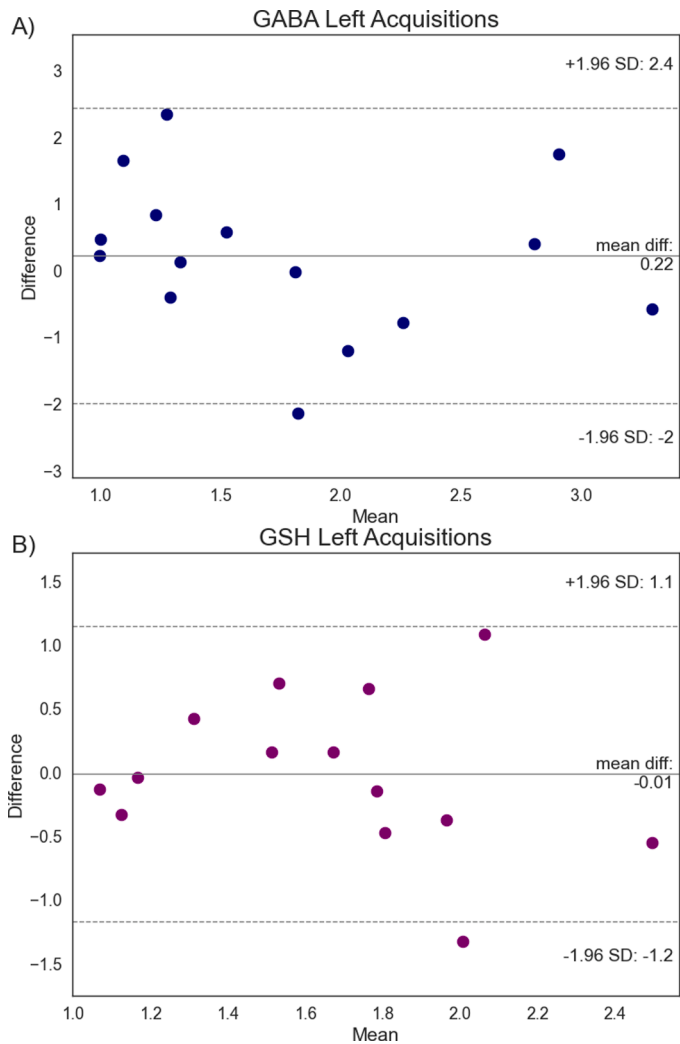 A)
GABA Left Acquisitions
3
2
1
0
−1
−2
−3
Difference
+1.96 SD: 2.4
mean diff:
0.22
-1.96 SD: -2
1.0 1.5 2.0 2.5 3.0
Mean
B)
GSH Left Acquisitions
1.5
1.0
0.5
0.0
−0.5
−1.0
−1.5
Difference
+1.96 SD: 1.1
mean diff:
-0.01
-1.96 SD: -1.2
1.0 1.2 1.4 1.6 1.8 2.0 2.2 2.4
Mean